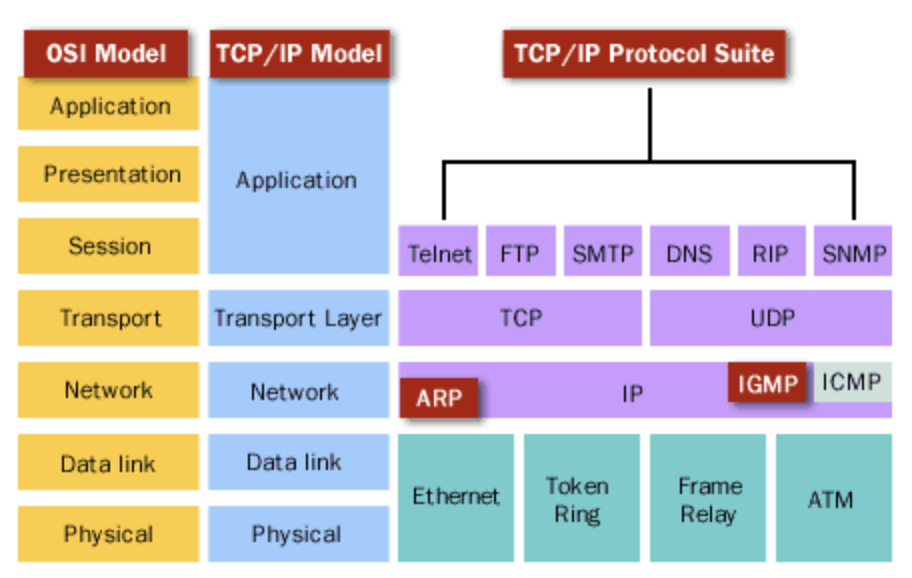 OSI Model
TCP/IP Model
TCP/IP Protocol Suite
Application
Presentation
Session
Transport
Network
Data link
Physical
Application
Transport Layer
Network
Data link
Physical
Telnet
FTP
SMTP
DNS
RIP
SNMP
TCP
UDP
ARP
IP
IGMP
ICMP
Ethernet
Token
Ring
Frame
Relay
ATM